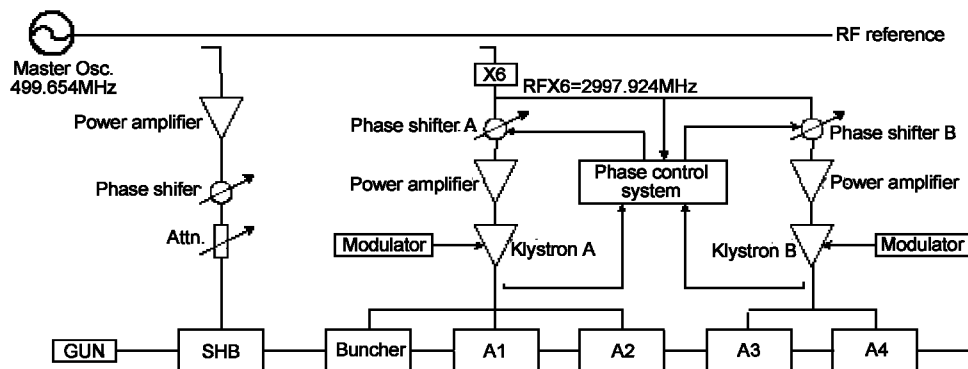 RF reference
Master Osc.
499.654MHz
X6
RFX6=2997.924MHz
Power amplifier
Phase shifter A
Phase shifter B
Phase control
system
Power amplifier
Power amplifier
Phase shifer
Attn.
Modulator
Klystron A
Klystron B
Modulator
GUN
SHB
Buncher
A1
A2
A3
A4